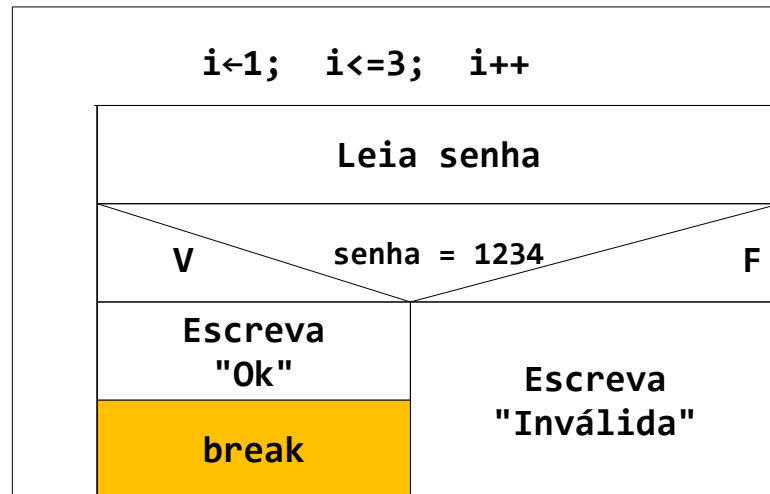 i←1; i<=3; i++
Leia senha
V senha = 1234 F
Escreva
"Ok"
break
Escreva
"Inválida"